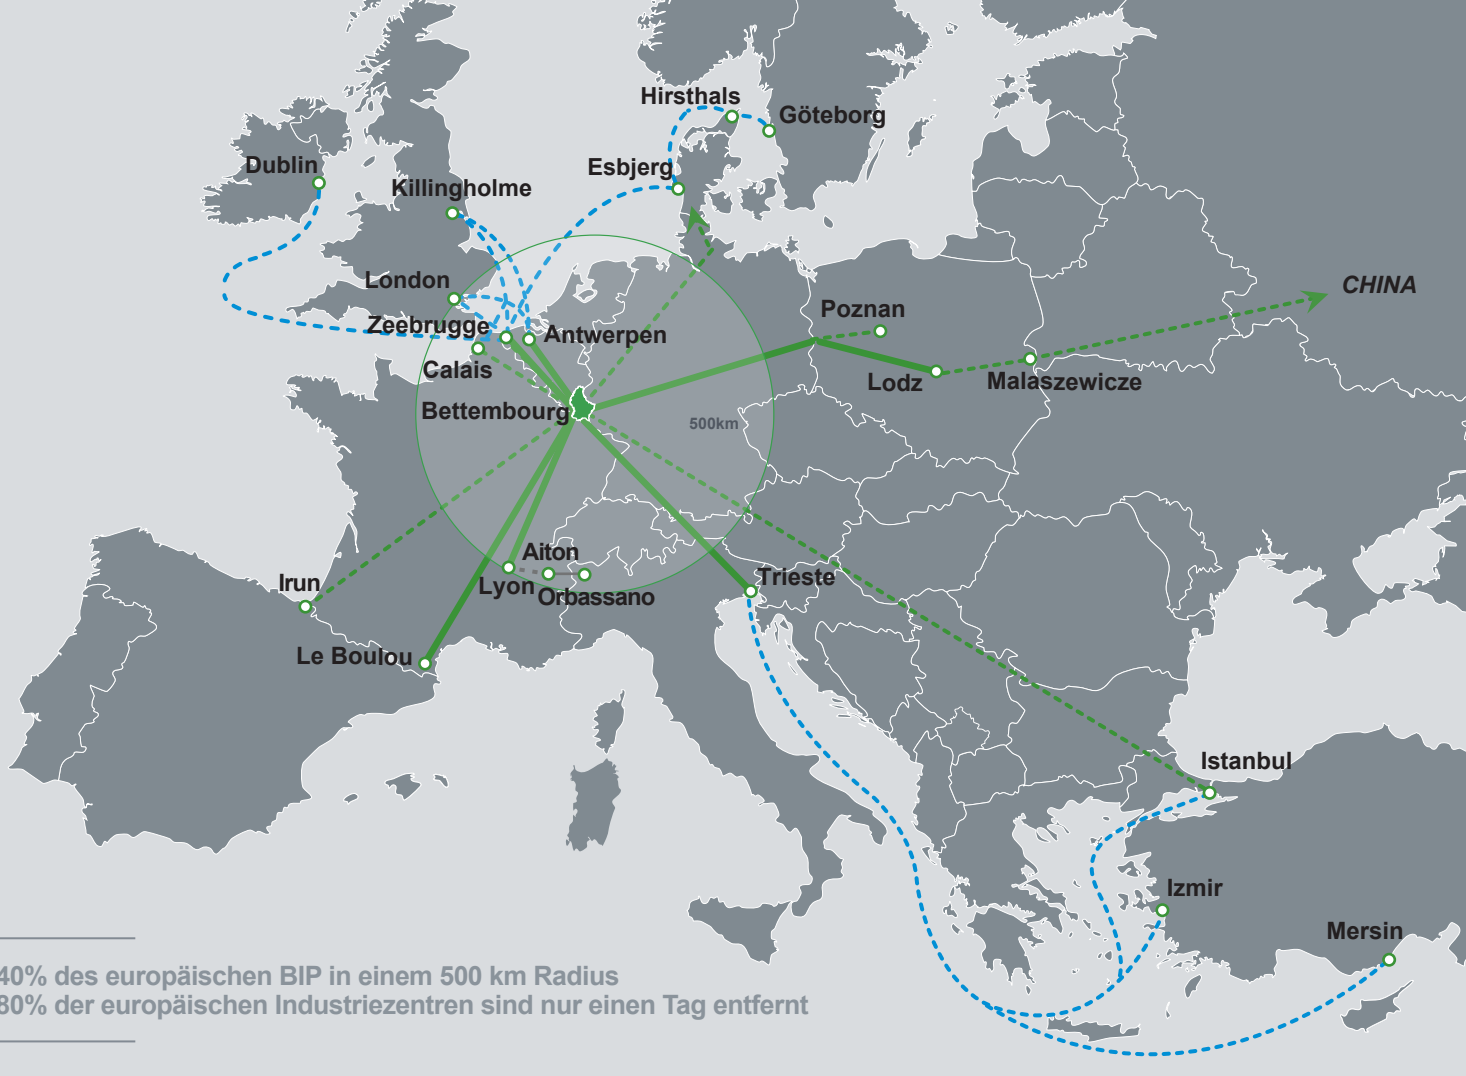 Hirsthals
Göteborg
Dublin
Esbjerg
Killingholme
London
CHINA
Poznan
Zeebrugge
Antwerpen
Calais
Lodz
Malaszewicze
Bettembourg
500km
Aiton
Irun
Lyon
Orbassano
Trieste
Le Boulou
Istanbul
Izmir
Mersin
40% des europäischen BIP in einem 500 km Radius
80% der europäischen Industriezentren sind nur einen Tag entfernt